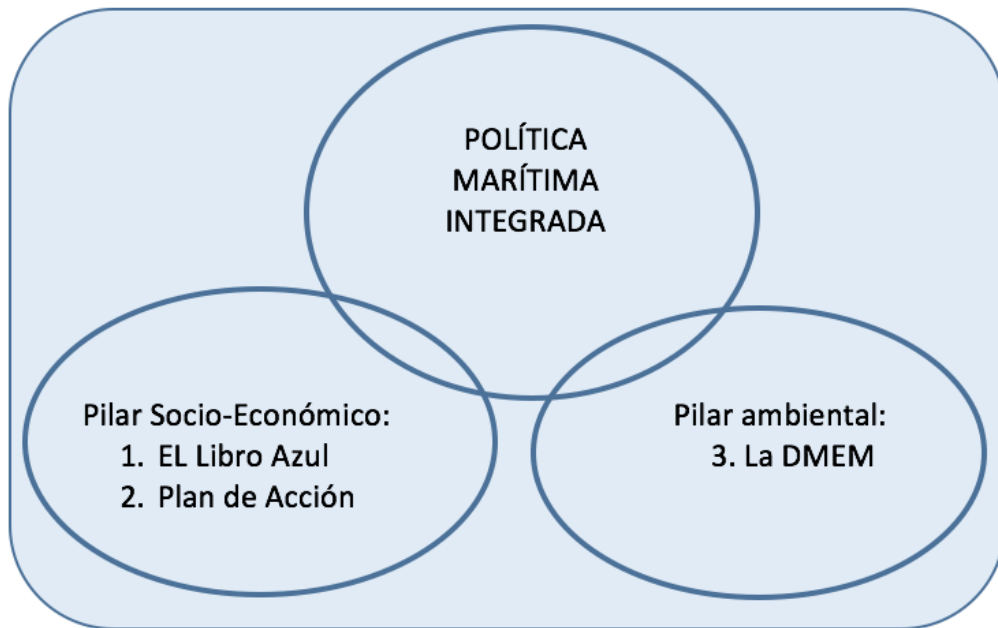 POLÍTICA
MARÍTIMA
INTEGRADA
Pilar Socio-Económico:
1. EL Libro Azul
2. Plan de Acción
Pilar ambiental:
3. La DMEM